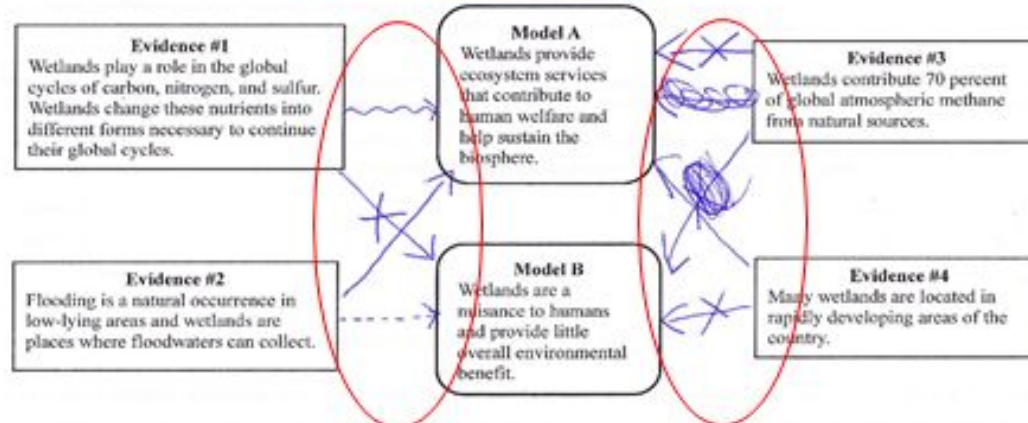 Evidence #1
Wetlands play a role in the global
cycles of carbon, nitrogen, and sulfur.
Wetlands change these nutrients into
different forms necessary to continue
their global cycles.
Evidence #2
Flooding is a natural occurrence in
low-lying areas and wetlands are
places where floodwaters can collect.
Model A
Wetlands provide
ecosystem services
that contribute to
human welfare and
help sustain the
biosphere.
Model B
Wetlands are a
nuisance to humans
and provide little
overall environmental
benefit.
Evidence #3
Wetlands contribute 70 percent
of global atmospheric methane
from natural sources.
Evidence #4
Many wetlands are located in
rapidly developing areas of the
country.